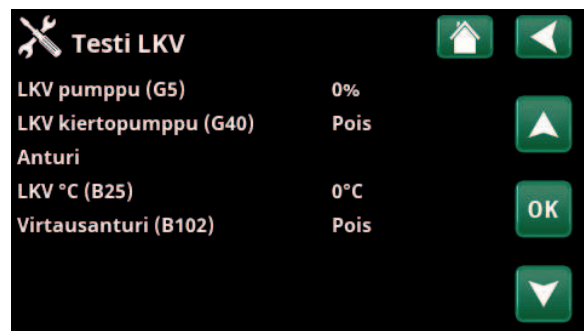 Testi LKV
LKV pumppu (G5) 0%
LKV kiertopumppu (G40) Pois
Anturi
LKV °C (B25) 0°C
Virtausanturi (B102) Pois
OK